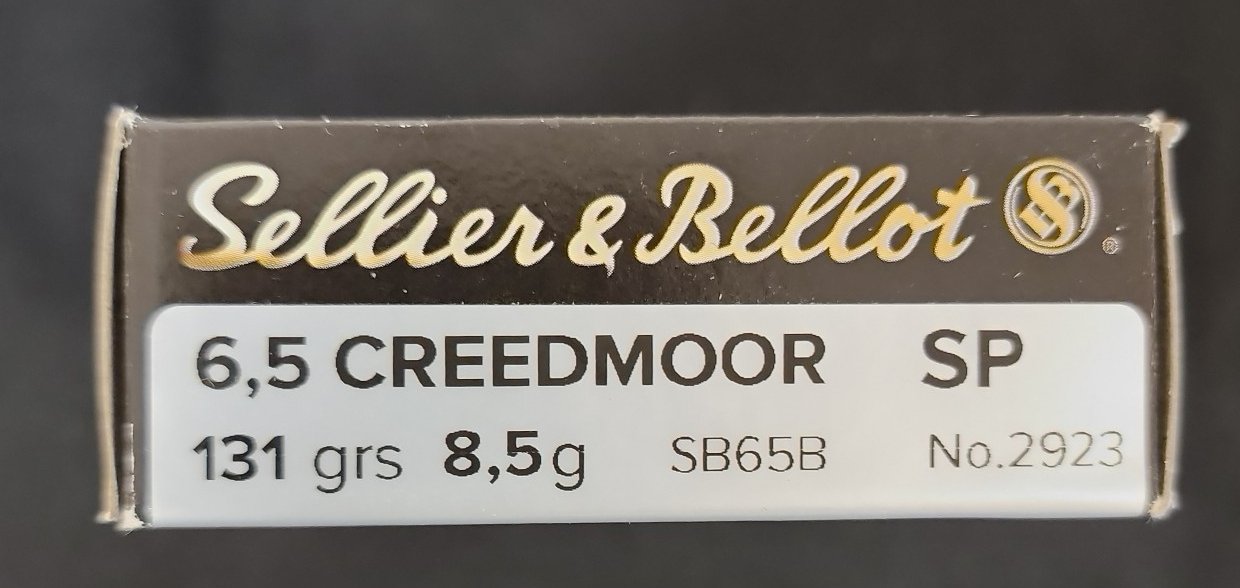 Sellier & Bellot ®
6,5 CREEDMOOR SP
131 grs 8,5g SB65B No.2923